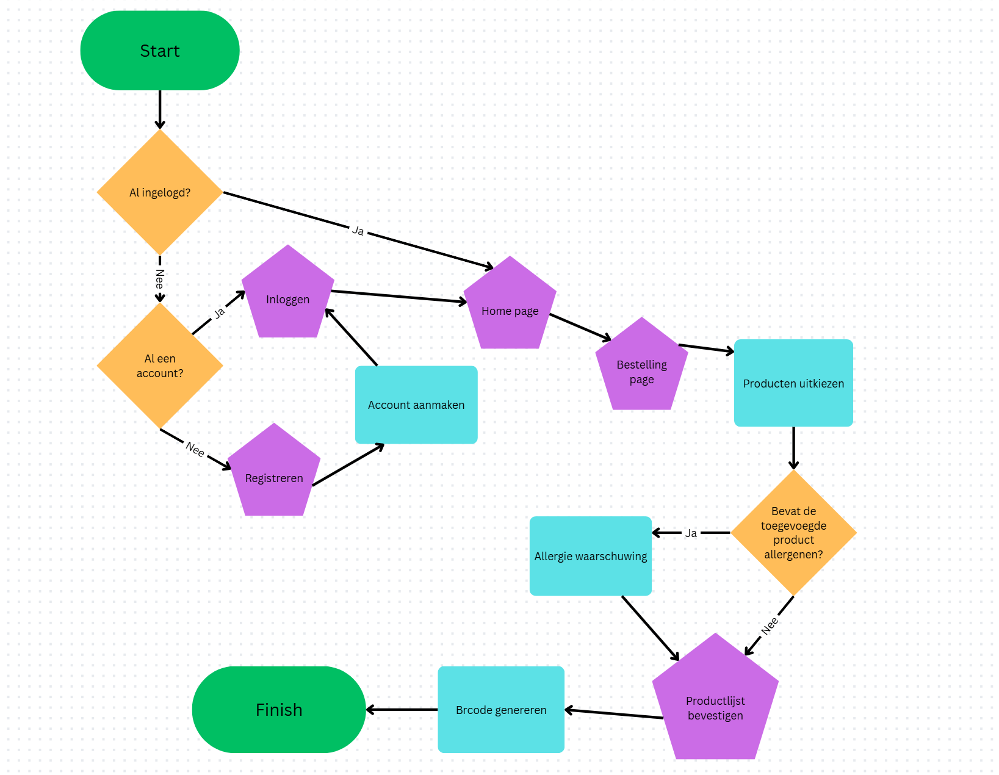 Start
Al ingelogd?
Ja
Nee
Inloggen
Home page
Ja
Al een
account?
Bestelling
page
Producten uitkiezen
Account aanmaken
Nee
Registreren
Bevat de
toegevoegde
product
allergenen?
Ja
Allergie waarschuwing
Nee
Productlijst
bevestigen
Brcode genereren
Finish